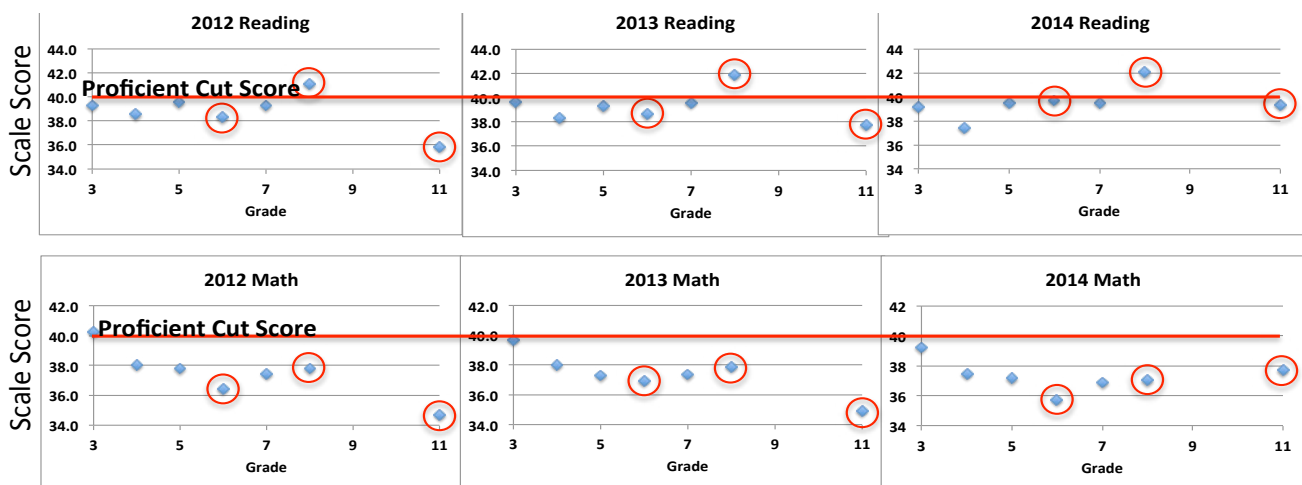 2012 Reading
2013 Reading
2014 Reading
Scale Score
44.0
42.0
40.0
38.0
36.0
34.0
Proficient Cut Score
3 5 7 9 11
Grade
44.0
42.0
40.0
38.0
36.0
34.0
3 5 7 9 11
Grade
44
42
40
38
36
34
3 5 7 9 11
Grade
2012 Math
2013 Math
2014 Math
Scale Score
42.0
40.0
38.0
36.0
34.0
Proficient Cut Score
3 5 7 9 11
Grade
42.0
40.0
38.0
36.0
34.0
3 5 7 9 11
Grade
42
40
38
36
34
3 5 7 9 11
Grade